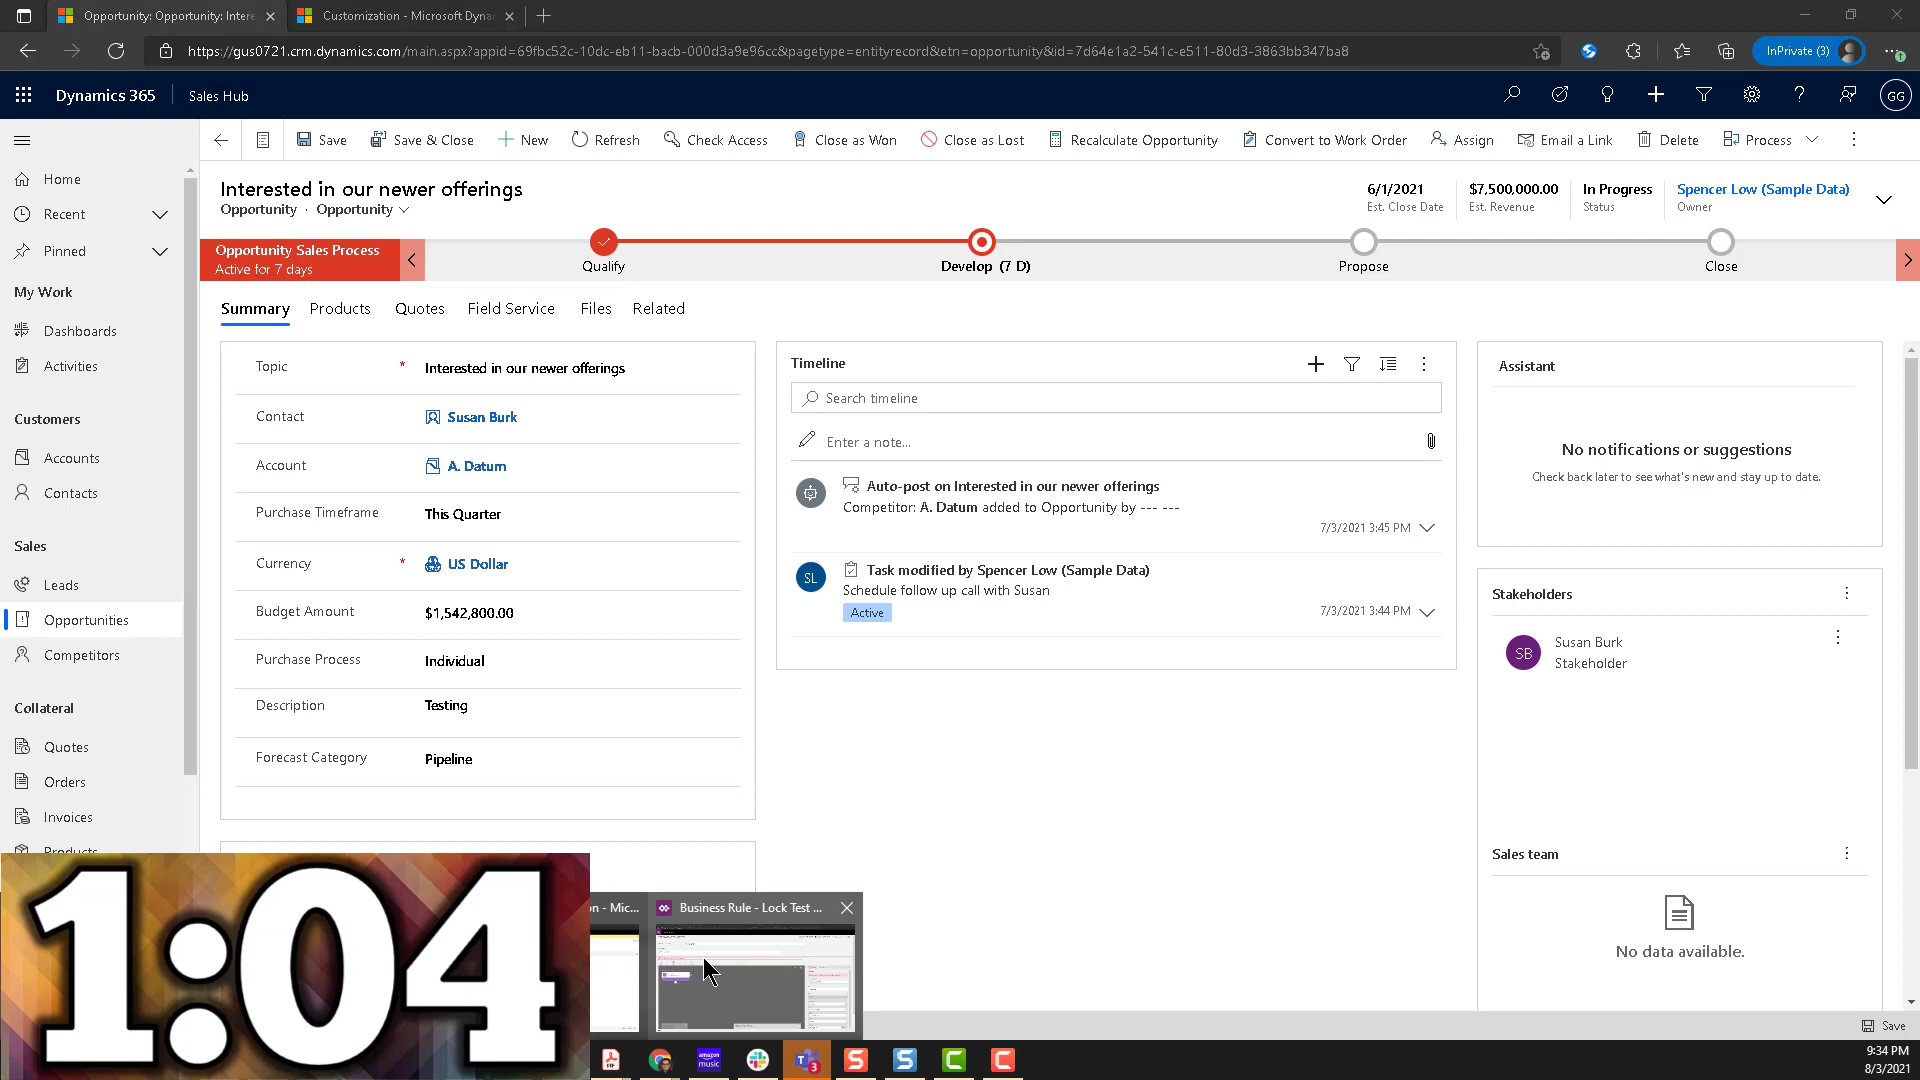 Opportunity: Opportunity: Intere
Customization - Microsoft Dyna
https://gus0721.crm.dynamics.com/main.aspx?appid=69fbc52c-10dc-eb11-bacb-000d3a9e96cc&pagetype=entityrecord&etn=opportunity&id=7d64e1a2-541c-e511-80d3-3863bb347ba8
InPrivate (3)
Dynamics 365
Sales Hub
GG
Save
Save & Close
New
Refresh
Check Access
Close as Won
Close as Lost
Recalculate Opportunity
Convert to Work Order
Assign
Email a Link
Delete
Process
Home
Recent
Pinned
My Work
Dashboards
Activities
Customers
Accounts
Contacts
Sales
Leads
Opportunities
Competitors
Collateral
Quotes
Orders
Invoices
Products
Interested in our newer offerings
Opportunity · Opportunity
6/1/2021
Est. Close Date
$7,500,000.00
Est. Revenue
In Progress
Status
Spencer Low (Sample Data)
Owner
Opportunity Sales Process
Active for 7 days
Qualify
Develop (7 D)
Propose
Close
Summary
Products
Quotes
Field Service
Files
Related
Topic * Interested in our newer offerings
Contact Susan Burk
Account A. Datum
Purchase Timeframe This Quarter
Currency * US Dollar
Budget Amount $1,542,800.00
Purchase Process Individual
Description Testing
Forecast Category Pipeline
Timeline
Search timeline
Enter a note...
Auto-post on Interested in our newer offerings
Competitor: A. Datum added to Opportunity by --- ---
7/3/2021 3:45 PM
SL
Task modified by Spencer Low (Sample Data)
Schedule follow up call with Susan
Active
7/3/2021 3:44 PM
Assistant
No notifications or suggestions
Check back later to see what's new and stay up to date.
Stakeholders
SB
Susan Burk
Stakeholder
Sales team
No data available.
Save
1:04
on - Mic...
Business Rule - Lock Test ...
amazon music
3
9:34 PM
8/3/2021